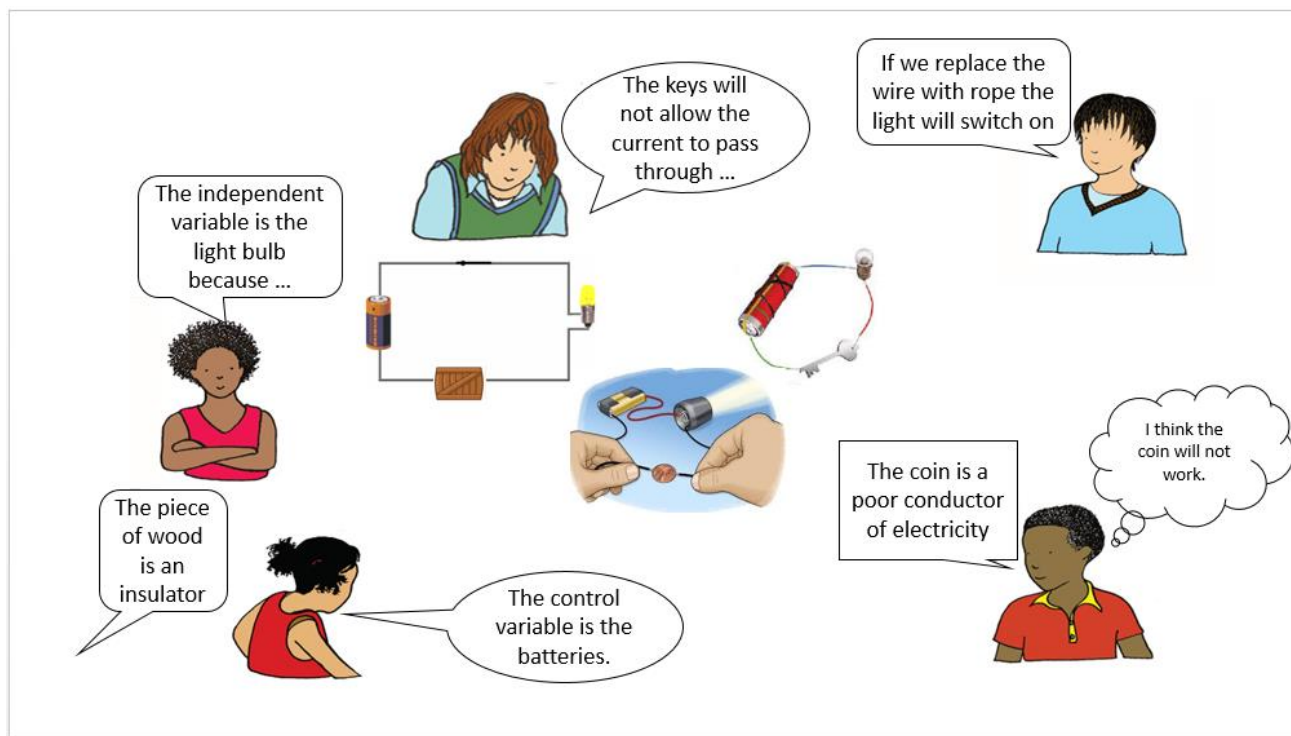 The keys will
not allow the
current to pass
through ...
If we replace the
wire with rope the
light will switch on
The independent
variable is the
light bulb
because ...
I think the
coin will not
work.
The coin is a
poor conductor
of electricity
The piece
of wood
is an
insulator
The control
variable is the
batteries.